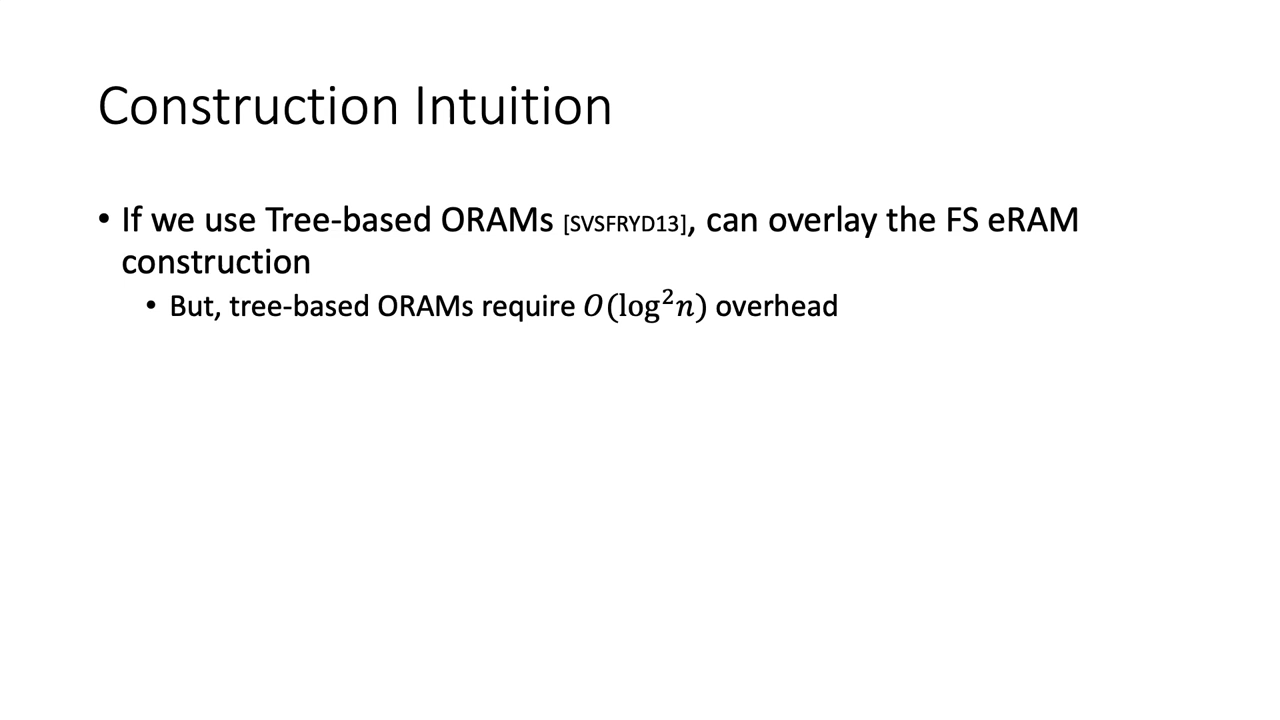 Construction Intuition
• If we use Tree-based ORAMs [SVSFRYD13], can overlay the FS eRAM
construction
• But, tree-based ORAMs require O(log²n) overhead